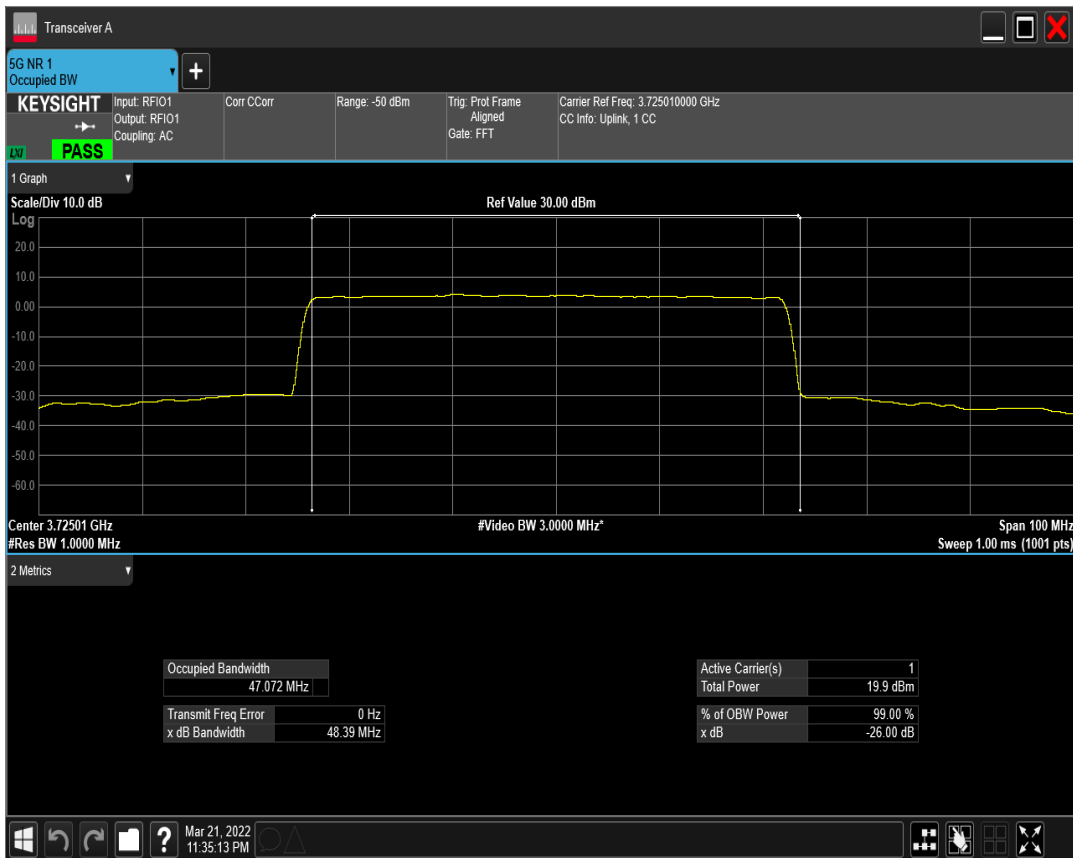 Transceiver A
5G NR 1
Occupied BW
+
KEYSIGHT
LXI
PASS
Input: RFIO1
Output: RFIO1
Coupling: AC
Corr CCorr
Range: -50 dBm
Trig: Prot Frame
Aligned
Gate: FFT
Carrier Ref Freq: 3.725010000 GHz
CC Info: Uplink, 1 CC
1 Graph
Scale/Div 10.0 dB
Ref Value 30.00 dBm
Log
20.0
10.0
0.00
-10.0
-20.0
-30.0
-40.0
-50.0
-60.0
Center 3.72501 GHz
#Video BW 3.0000 MHz*
Span 100 MHz
#Res BW 1.0000 MHz
Sweep 1.00 ms (1001 pts)
2 Metrics
Occupied Bandwidth
47.072 MHz
Transmit Freq Error 0 Hz
x dB Bandwidth 48.39 MHz
Active Carrier(s) 1
Total Power 19.9 dBm
% of OBW Power 99.00 %
x dB -26.00 dB
?
Mar 21, 2022
11:35:13 PM